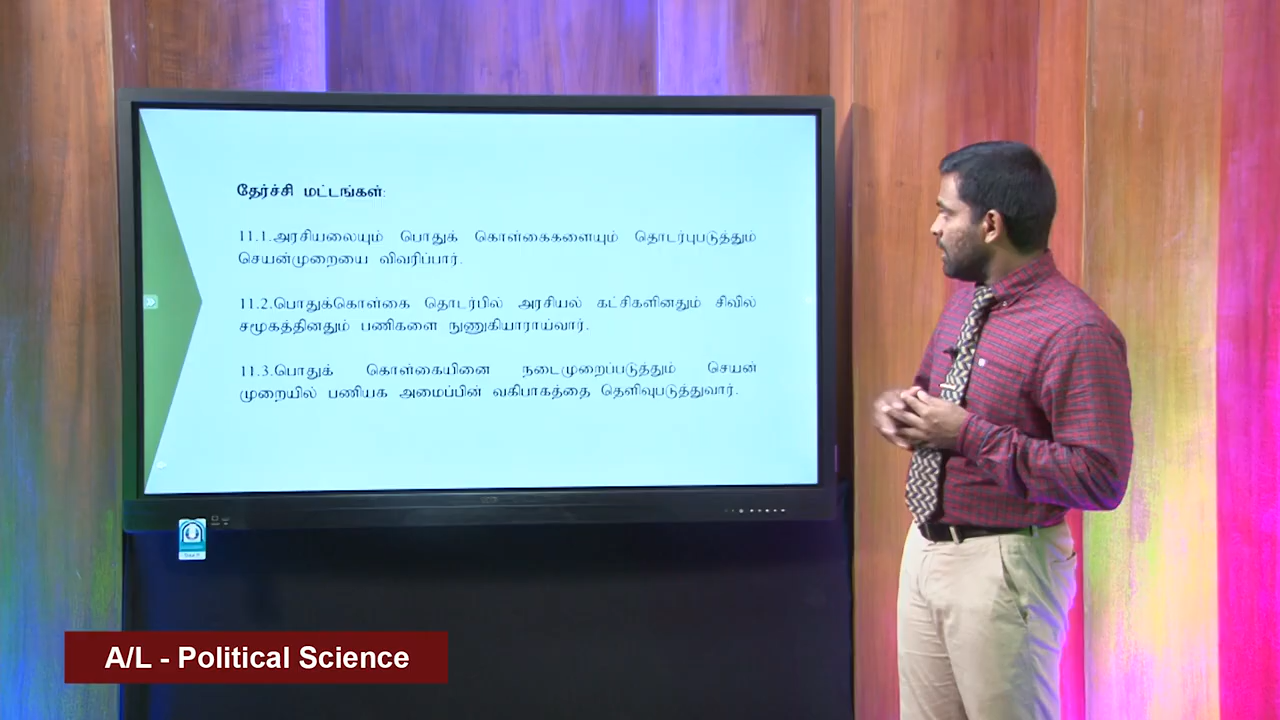 தேர்ச்சி மட்டங்கள்:
11.1.அரசியலையும் பொதுக் கொள்கைகளையும் தொடர்புபடுத்தும்
செயன்முறையை விவரிப்பார்.
11.2.பொதுக்கொள்கை தொடர்பில் அரசியல் கட்சிகளினதும் சிவில்
சமூகத்தினதும் பணிகளை நுணுகியாராய்வார்.
11.3.பொதுக் கொள்கையினை நடைமுறைப்படுத்தும் செயன்
முறையில் பணியக அமைப்பின் வகிபாகத்தை தெளிவுபடுத்துவார்.
A/L - Political Science